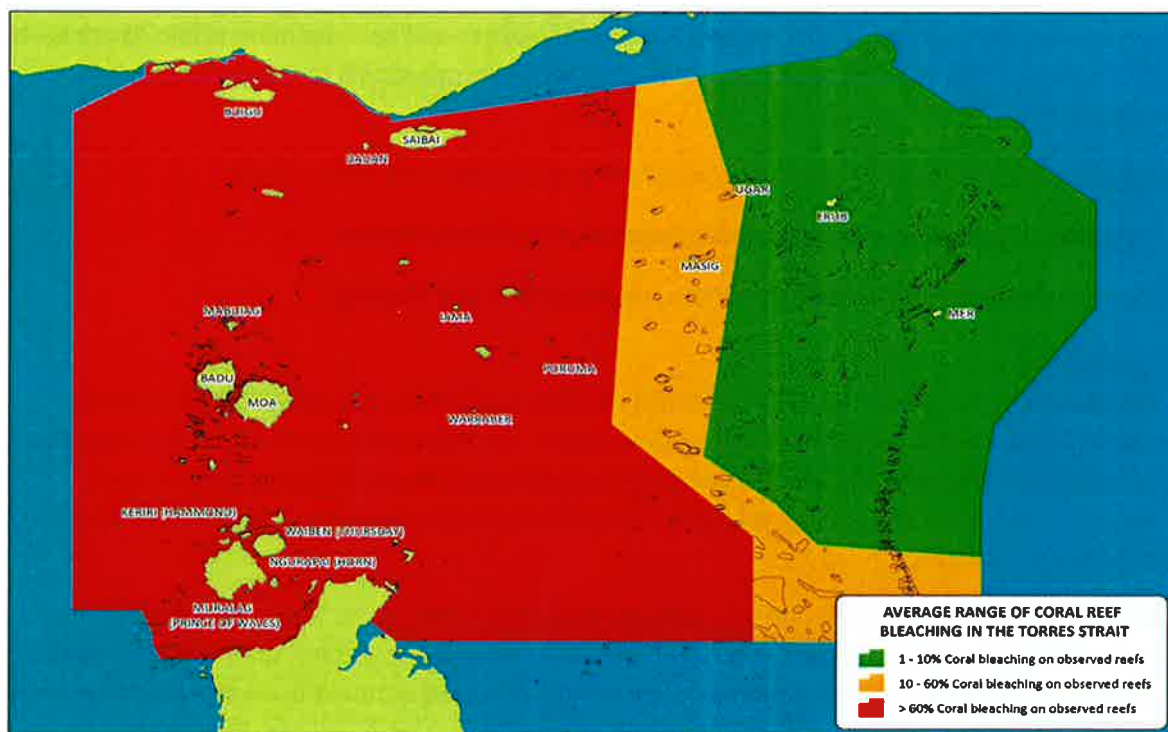 BOIGU
SAIBAI
DAUAN
UGAR
ERUB
MASIG
MABUIAG
IAMA
MER
PORUMA
BADU
MOA
WARRABER
KERIRI (HAMMOND)
WAIBEN (THURSDAY)
NGURAPAI (HORN)
MURALAG
(PRINCE OF WALES)
AVERAGE RANGE OF CORAL REEF
BLEACHING IN THE TORRES STRAIT
1 - 10% Coral bleaching on observed reefs
10 - 60% Coral bleaching on observed reefs
> 60% Coral bleaching on observed reefs